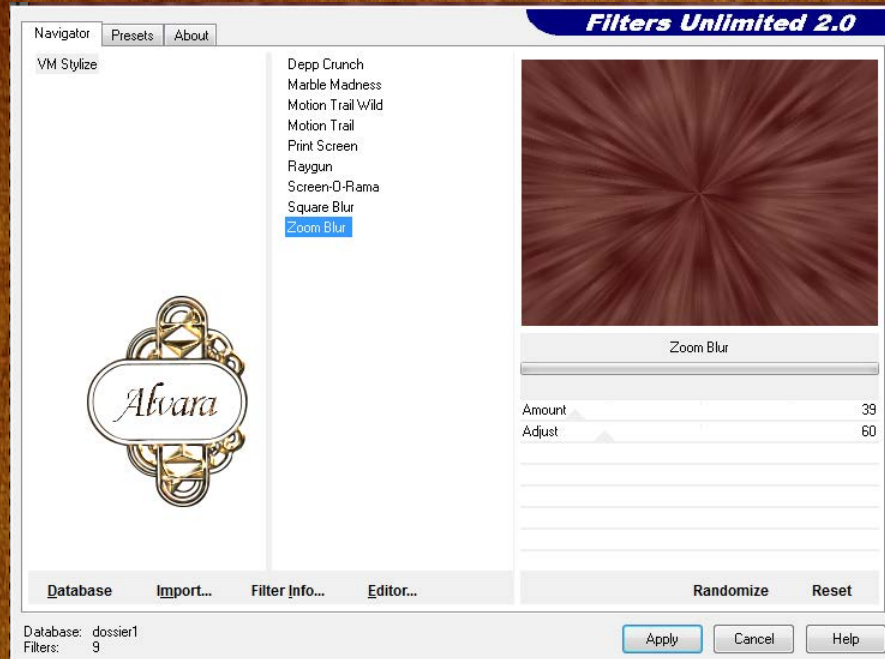 Filters Unlimited 2.0
Navigator Presets About
VM Stylize
Depp Crunch
Marble Madness
Motion Trail Wild
Motion Trail
Print Screen
Raygun
Screen-O-Rama
Square Blur
Zoom Blur
Alvara
Zoom Blur
Amount 39
Adjust 60
Database Import... Filter Info... Editor...
Randomize Reset
Database: dossier1
Filters: 9
Apply Cancel Help